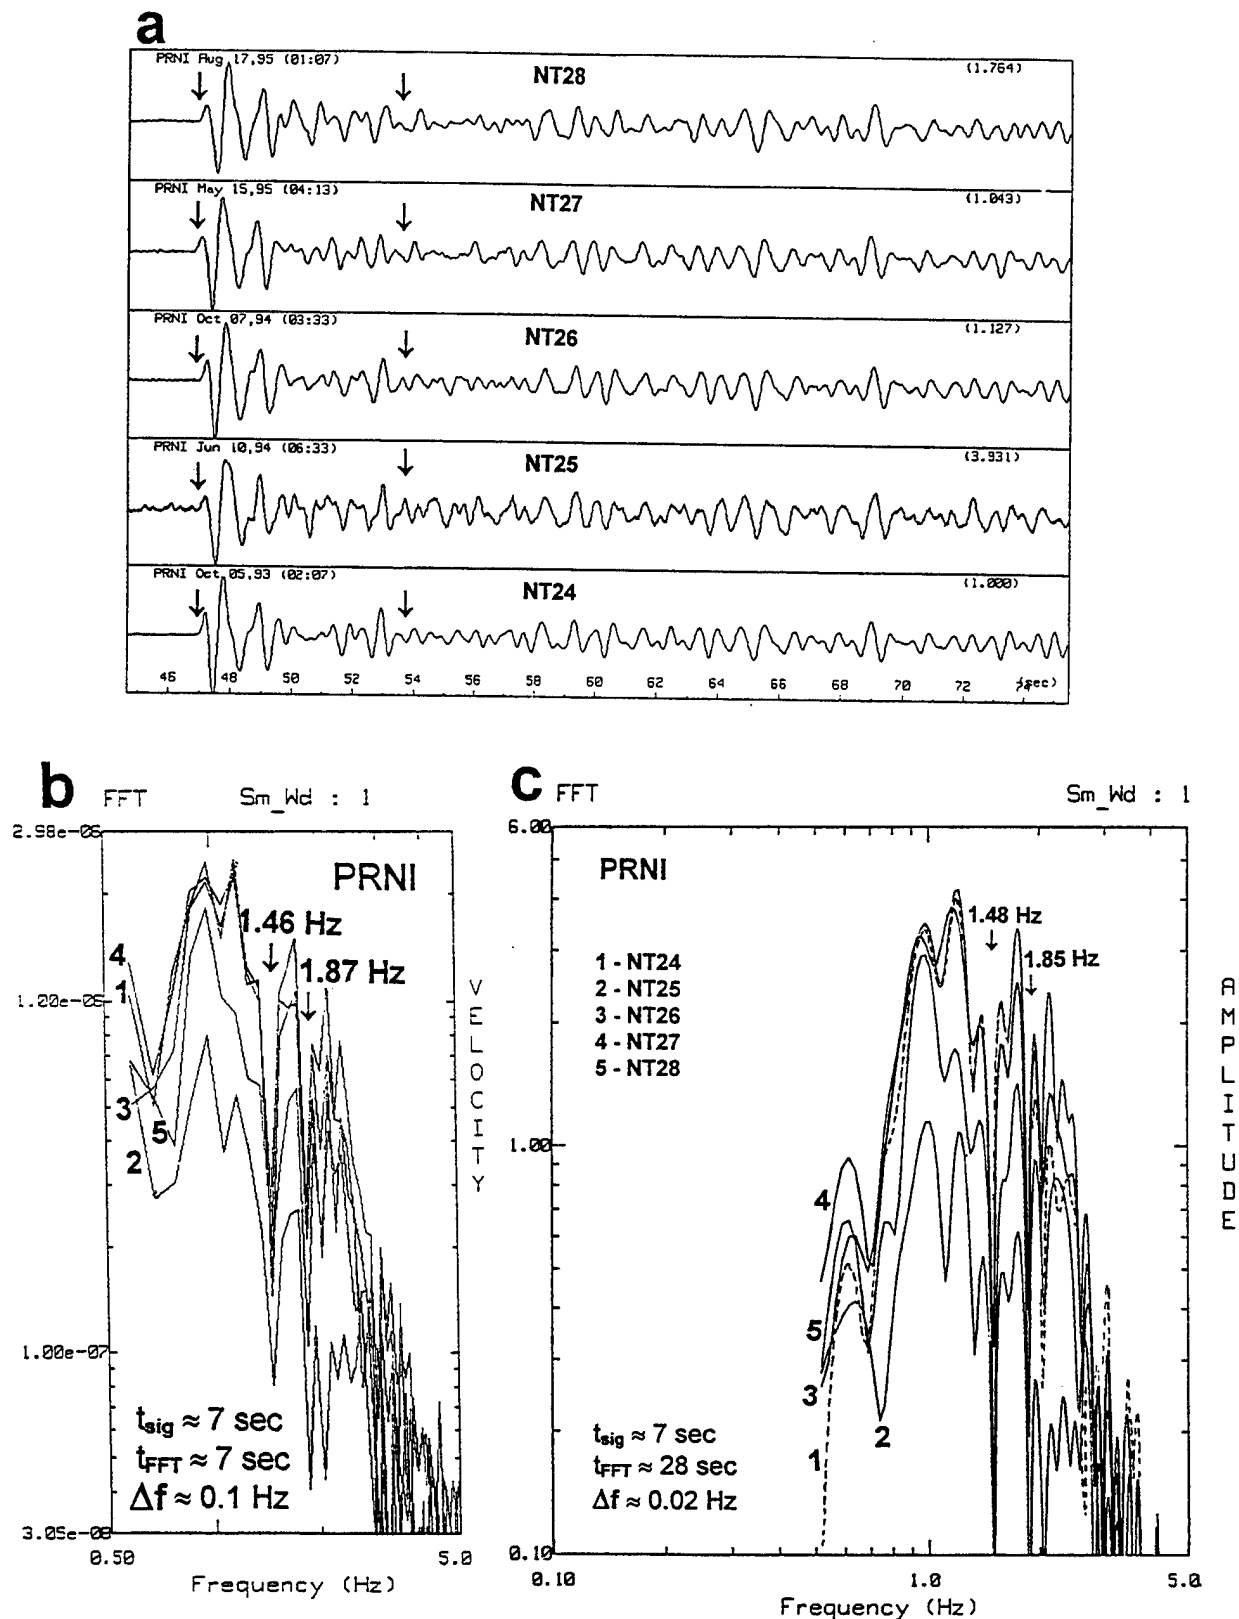 a
PRNI Aug 17,95 (01:07)
NT28
(1.764)
PRNI May 15,95 (04:13)
NT27
(1.043)
PRNI Oct 07,94 (03:33)
NT26
(1.127)
PRNI Jun 10,94 (06:33)
NT25
(3.931)
PRNI Oct 05,93 (02:07)
NT24
(1.000)
46 48 50 52 54 56 58 60 62 64 66 68 70 72 74 (sec)
b FFT Sm_Wd : 1
2.98e-06
PRNI
1.46 Hz
1.87 Hz
4
1
1.00e-06
3
5
2
1.00e-07
tsig ≈ 7 sec
tFFT ≈ 7 sec
Δf ≈ 0.1 Hz
3.05e-08
0.50 5.0
Frequency (Hz)
VELOCITY
c FFT Sm_Wd : 1
6.00
PRNI
1.48 Hz
1.85 Hz
1 - NT24
2 - NT25
3 - NT26
4 - NT27
5 - NT28
1.00
4
5
3
2
1
tsig ≈ 7 sec
tFFT ≈ 28 sec
Δf ≈ 0.02 Hz
0.10
0.10 1.0 5.0
Frequency (Hz)
AMPLITUDE